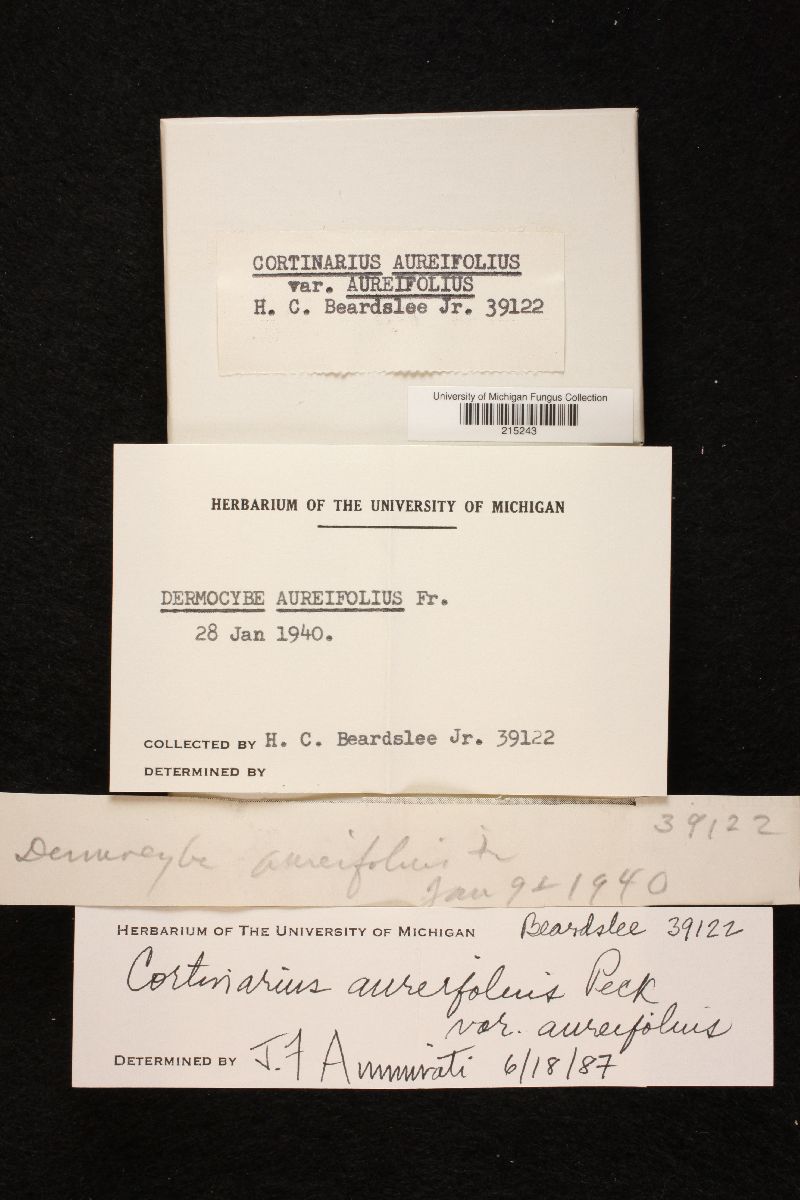 CORTINARIUS AUREIFOLIUS
var. AUREIFOLIUS
H. C. Beardslee Jr. 39122
University of Michigan Fungus Collection
215243
HERBARIUM OF THE UNIVERSITY OF MICHIGAN
DERMOCYBE AUREIFOLIUS Fr.
28 Jan 1940.
COLLECTED BY H. C. Beardslee Jr. 39122
DETERMINED BY
39122
Dermocybe aureifolius Fr
Jan 1940
HERBARIUM OF THE UNIVERSITY OF MICHIGAN Beardslee 39122
Cortinarius aureifolius Peck
var. aureifolius
DETERMINED BY J.F Ammirati 6/18/87